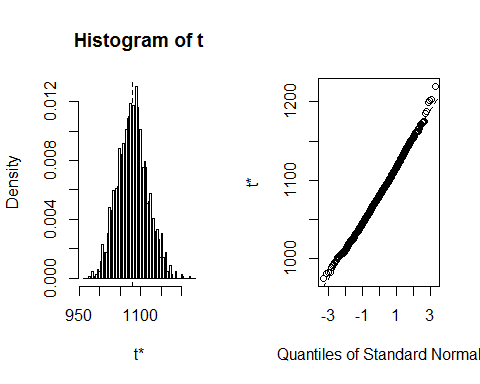 Histogram of t
Density
0.000 0.004 0.008 0.012
950 1100
t*
t*
1000 1100 1200
-3 -1 1 3
Quantiles of Standard Normal